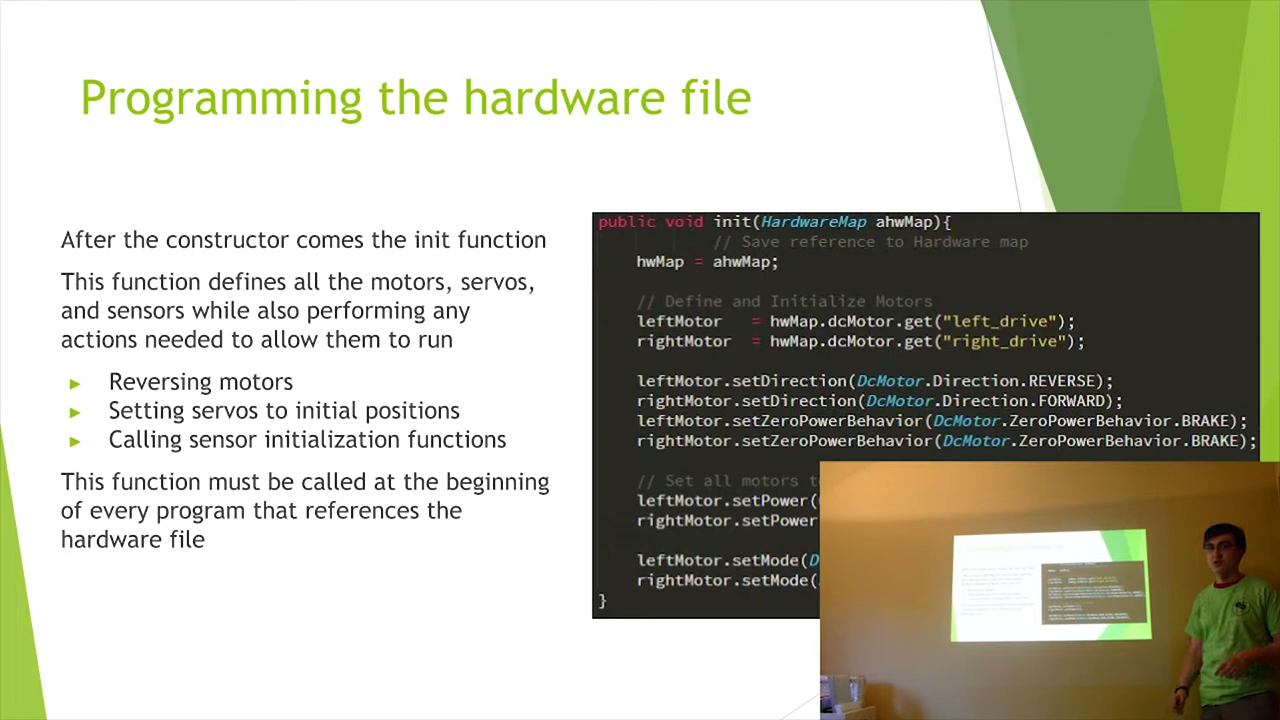 Programming the hardware file
After the constructor comes the init function
This function defines all the motors, servos,
and sensors while also performing any
actions needed to allow them to run
Reversing motors
Setting servos to initial positions
Calling sensor initialization functions
This function must be called at the beginning
of every program that references the
hardware file
public void init(HardwareMap ahwMap){
// Save reference to Hardware map
hwMap = ahwMap;
// Define and Initialize Motors
leftMotor = hwMap.dcMotor.get("left_drive");
rightMotor = hwMap.dcMotor.get("right_drive");
leftMotor.setDirection(DcMotor.Direction.REVERSE);
rightMotor.setDirection(DcMotor.Direction.FORWARD);
leftMotor.setZeroPowerBehavior(DcMotor.ZeroPowerBehavior.BRAKE);
rightMotor.setZeroPowerBehavior(DcMotor.ZeroPowerBehavior.BRAKE);
// Set all motors
leftMotor.setPower(
rightMotor.setPower
leftMotor.setMode(
rightMotor.setMode(
}